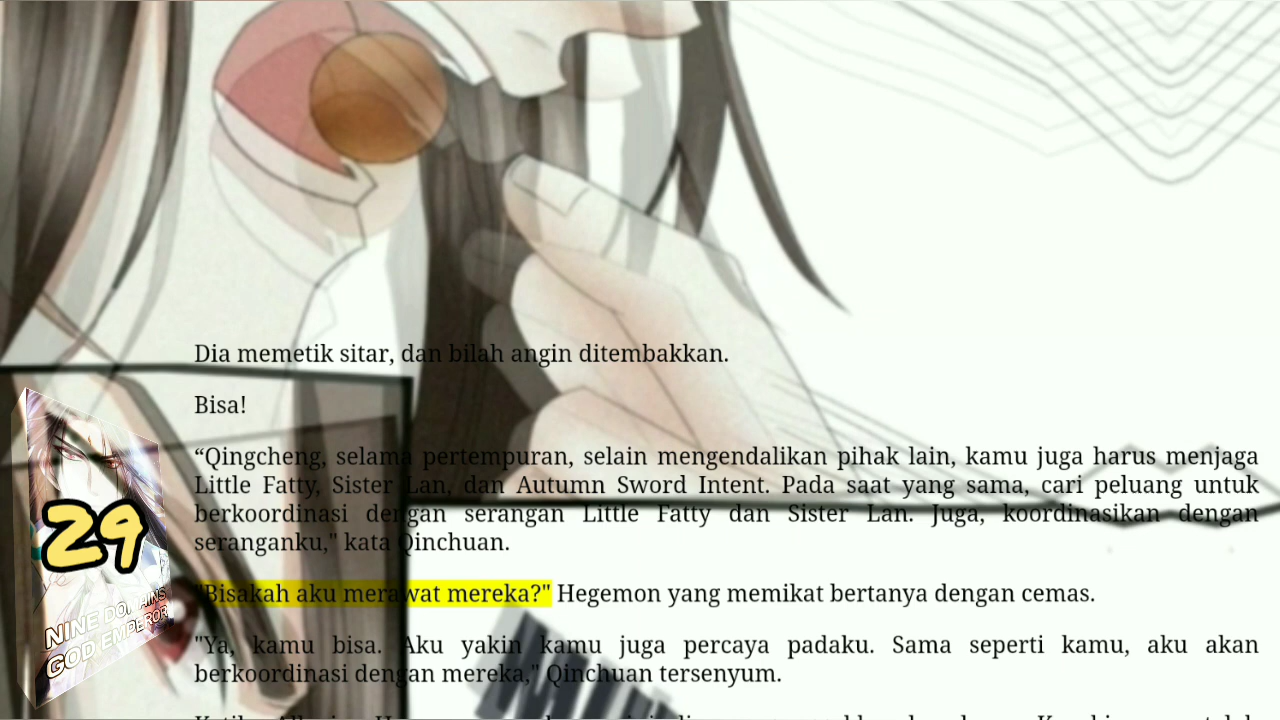 Dia memetik sitar, dan bilah angin ditembakkan.
Bisa!
“Qingcheng, selama pertempuran, selain mengendalikan pihak lain, kamu juga harus menjaga
Little Fatty, Sister Lan, dan Autumn Sword Intent. Pada saat yang sama, cari peluang untuk
berkoordinasi dengan serangan Little Fatty dan Sister Lan. Juga, koordinasikan dengan
seranganku," kata Qinchuan.
"Bisakah aku merawat mereka?" Hegemon yang memikat bertanya dengan cemas.
"Ya, kamu bisa. Aku yakin kamu juga percaya padaku. Sama seperti kamu, aku akan
berkoordinasi dengan mereka," Qinchuan tersenyum.
29
NINE DOMAINS
GOD EMPEROR